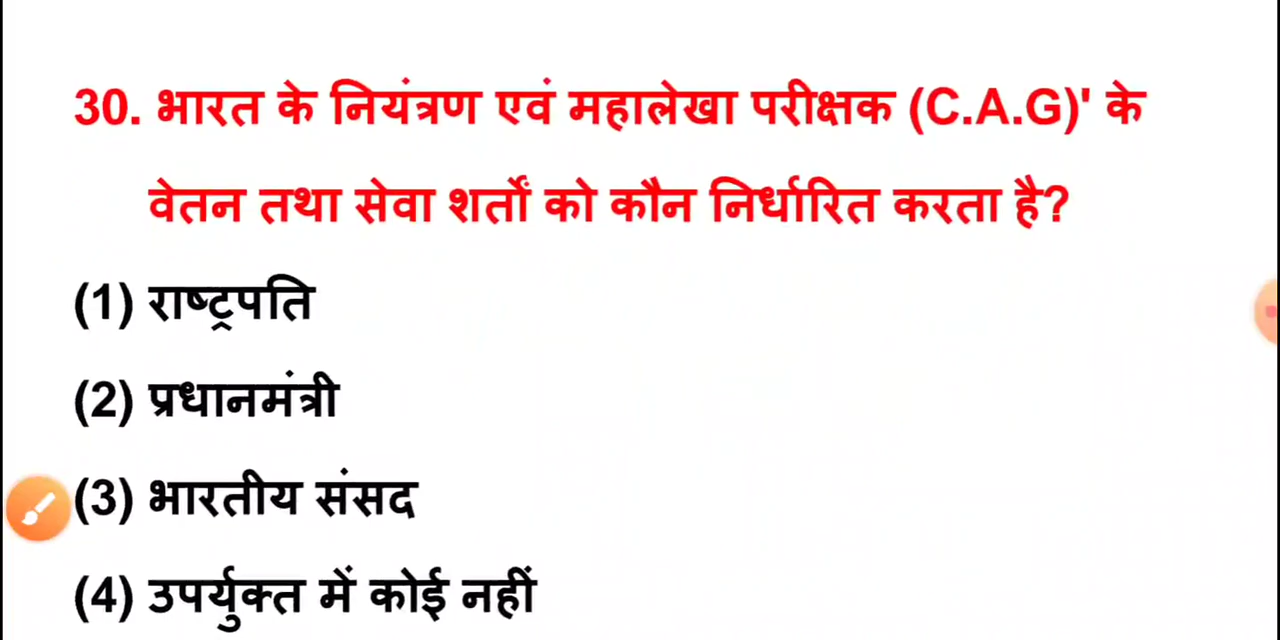 30. भारत के नियंत्रण एवं महालेखा परीक्षक (C.A.G)' के
वेतन तथा सेवा शर्तों को कौन निर्धारित करता है?
(1) राष्ट्रपति
(2) प्रधानमंत्री
(3) भारतीय संसद
(4) उपर्युक्त में कोई नहीं